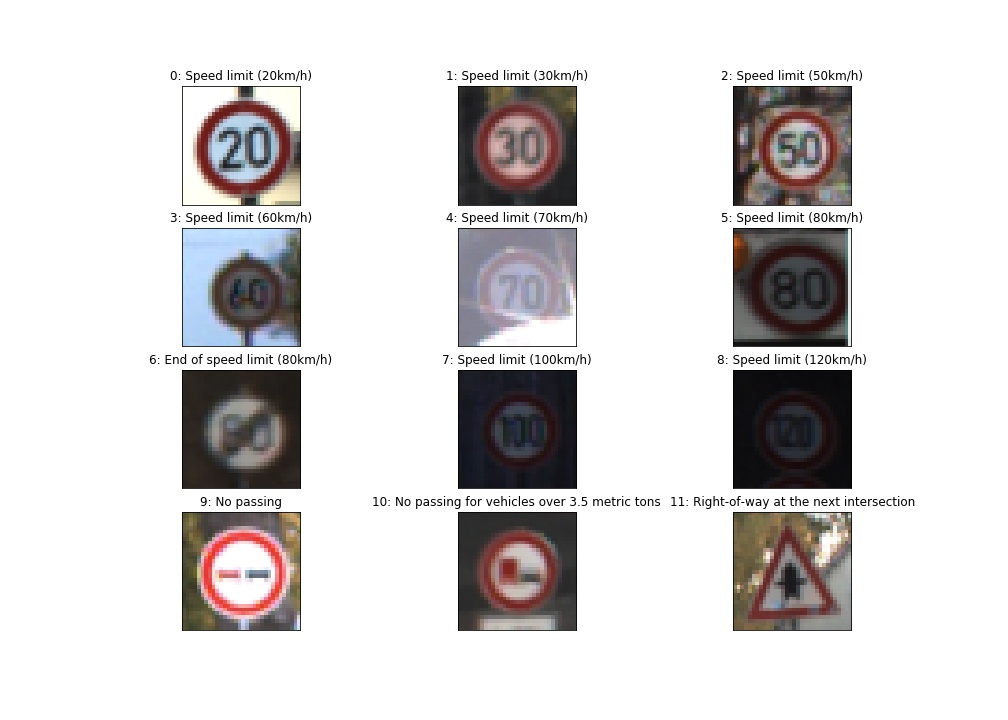 0: Speed limit (20km/h)
1: Speed limit (30km/h)
2: Speed limit (50km/h)
20
30
50
3: Speed limit (60km/h)
4: Speed limit (70km/h)
5: Speed limit (80km/h)
60
70
80
6: End of speed limit (80km/h)
7: Speed limit (100km/h)
8: Speed limit (120km/h)
80
100
120
9: No passing
10: No passing for vehicles over 3.5 metric tons
11: Right-of-way at the next intersection